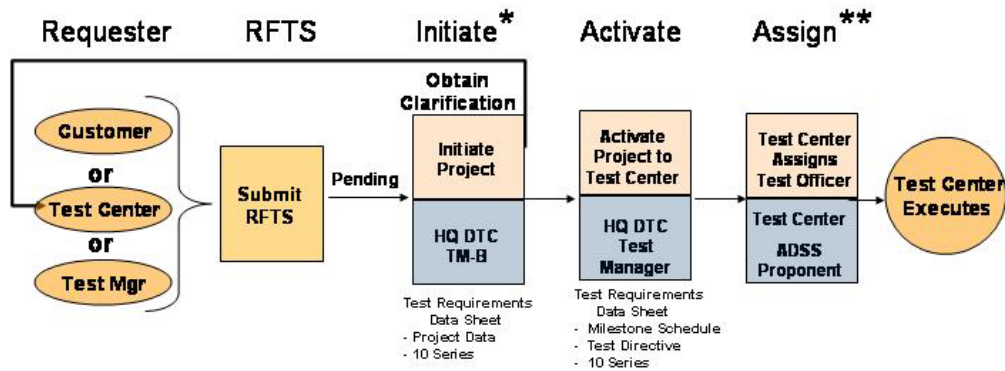 Requester RFTS Initiate* Activate Assign**
Obtain
Clarification
Customer
or
Test Center
or
Test Mgr
Submit
RFTS
Pending
Initiate
Project
HQ DTC
TM-B
Test Requirements
Data Sheet
- Project Data
- 10 Series
Activate
Project to
Test Center
HQ DTC
Test
Manager
Test Requirements
Data Sheet
- Milestone Schedule
- Test Directive
- 10 Series
Test Center
Assigns
Test Officer
Test Center
ADSS
Proponent
Test Center
Executes